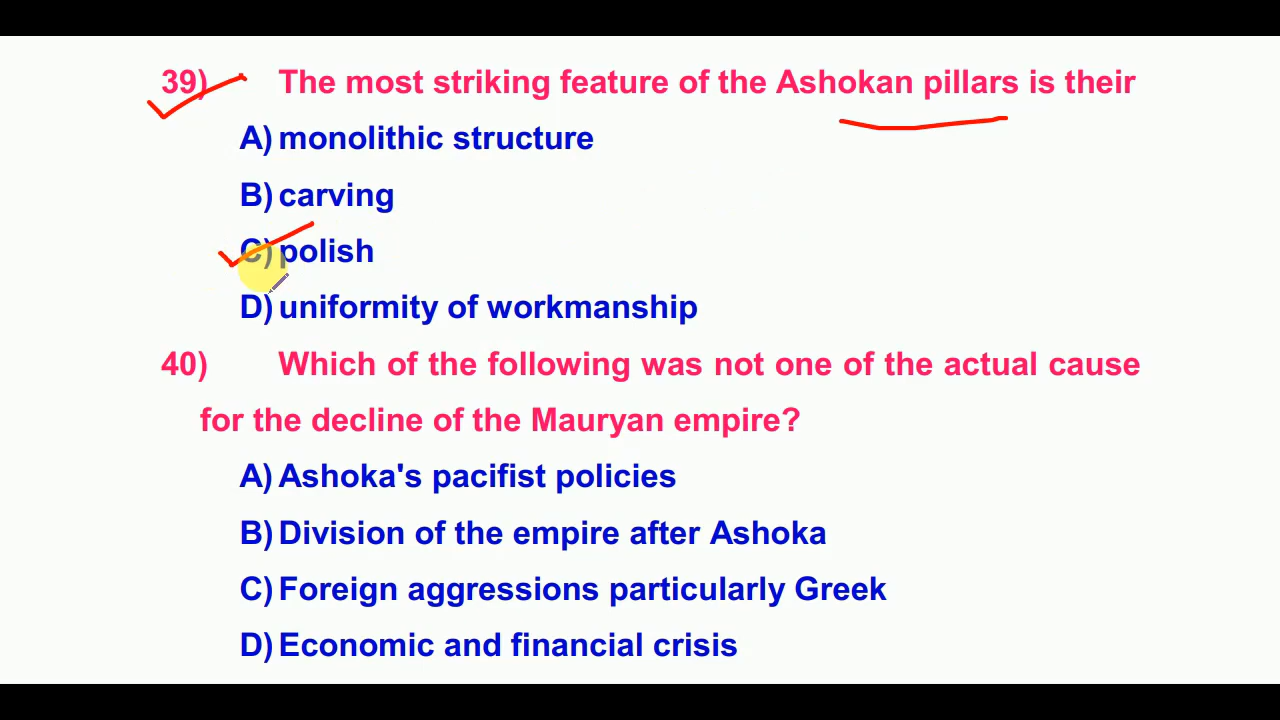 39) The most striking feature of the Ashokan pillars is their
A) monolithic structure
B) carving
C) polish
D) uniformity of workmanship
40) Which of the following was not one of the actual cause
for the decline of the Mauryan empire?
A) Ashoka's pacifist policies
B) Division of the empire after Ashoka
C) Foreign aggressions particularly Greek
D) Economic and financial crisis